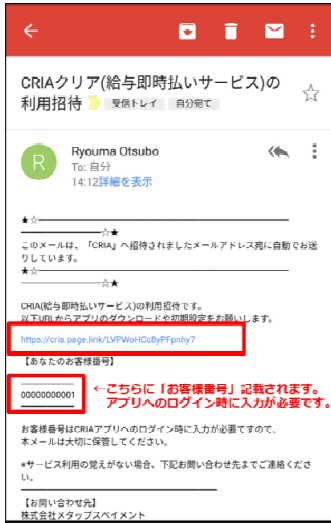 CRIAクリア(給与即時払いサービス)の
利用招待 受信トレイ 自分宛て
R
Ryouma Otsubo
To: 自分
14:12詳細を表示
★☆――――――――――――――――――
――――――☆★
このメールは、「CRIA」へ招待されましたメールアドレス宛に自動でお送
りしています。
★☆――――――――――――――――――
――――――☆★
CRIA(給与即時払いサービス)の利用招待です。
以下URLからアプリのダウンロードや初期設定をお願いします。
https://cria.page.link/LVPWoHCcByPFpnhy7
【あなたのお客様番号】
00000000001
←こちらに「お客様番号」記載されます。
アプリへのログイン時に入力が必要です。
お客様番号はCRIAアプリへのログイン時に入力が必要ですので、
本メールは大切に保管してください。
※サービス利用の覚えがない場合、下記お問い合わせ先までご連絡くださ
い。
【お問い合わせ先】
株式会社メタップスペイメント